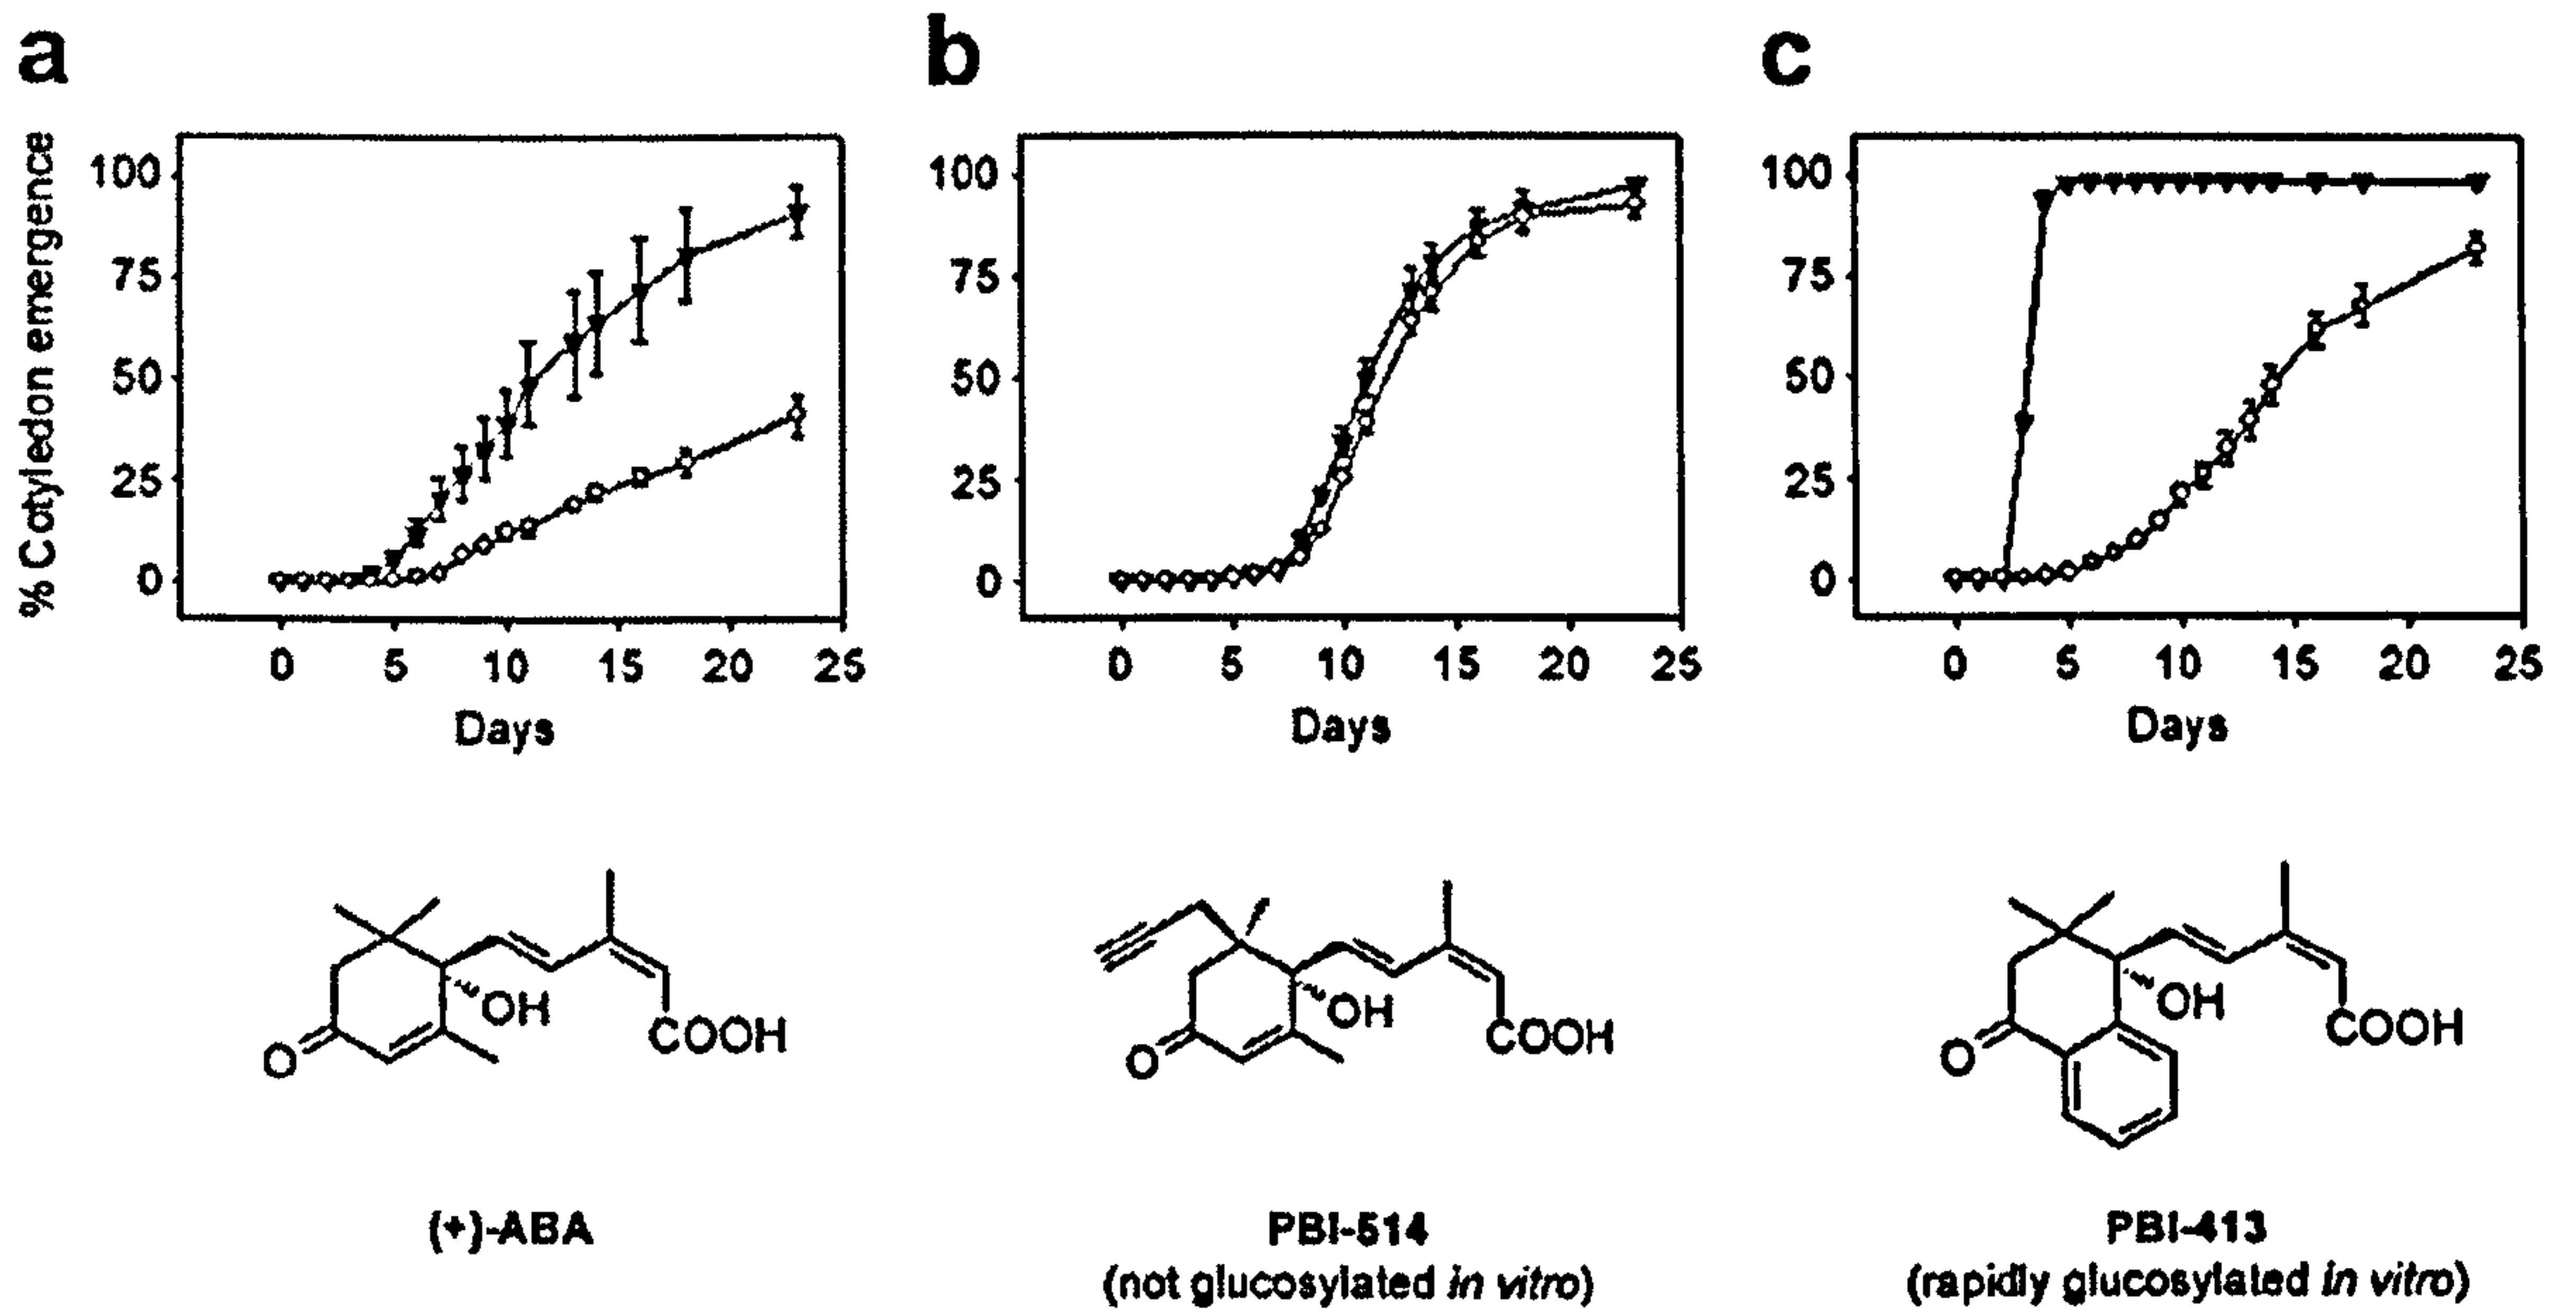 a
b
c
% Cotyledon emergence
100
75
50
25
0
0 5 10 15 20 25
Days
100
75
50
25
0
0 5 10 15 20 25
Days
100
75
50
25
0
0 5 10 15 20 25
Days
O
OH
COOH
O
OH
COOH
O
OH
COOH
(+)-ABA
PBI-514
(not glucosylated in vitro)
PBI-413
(rapidly glucosylated in vitro)